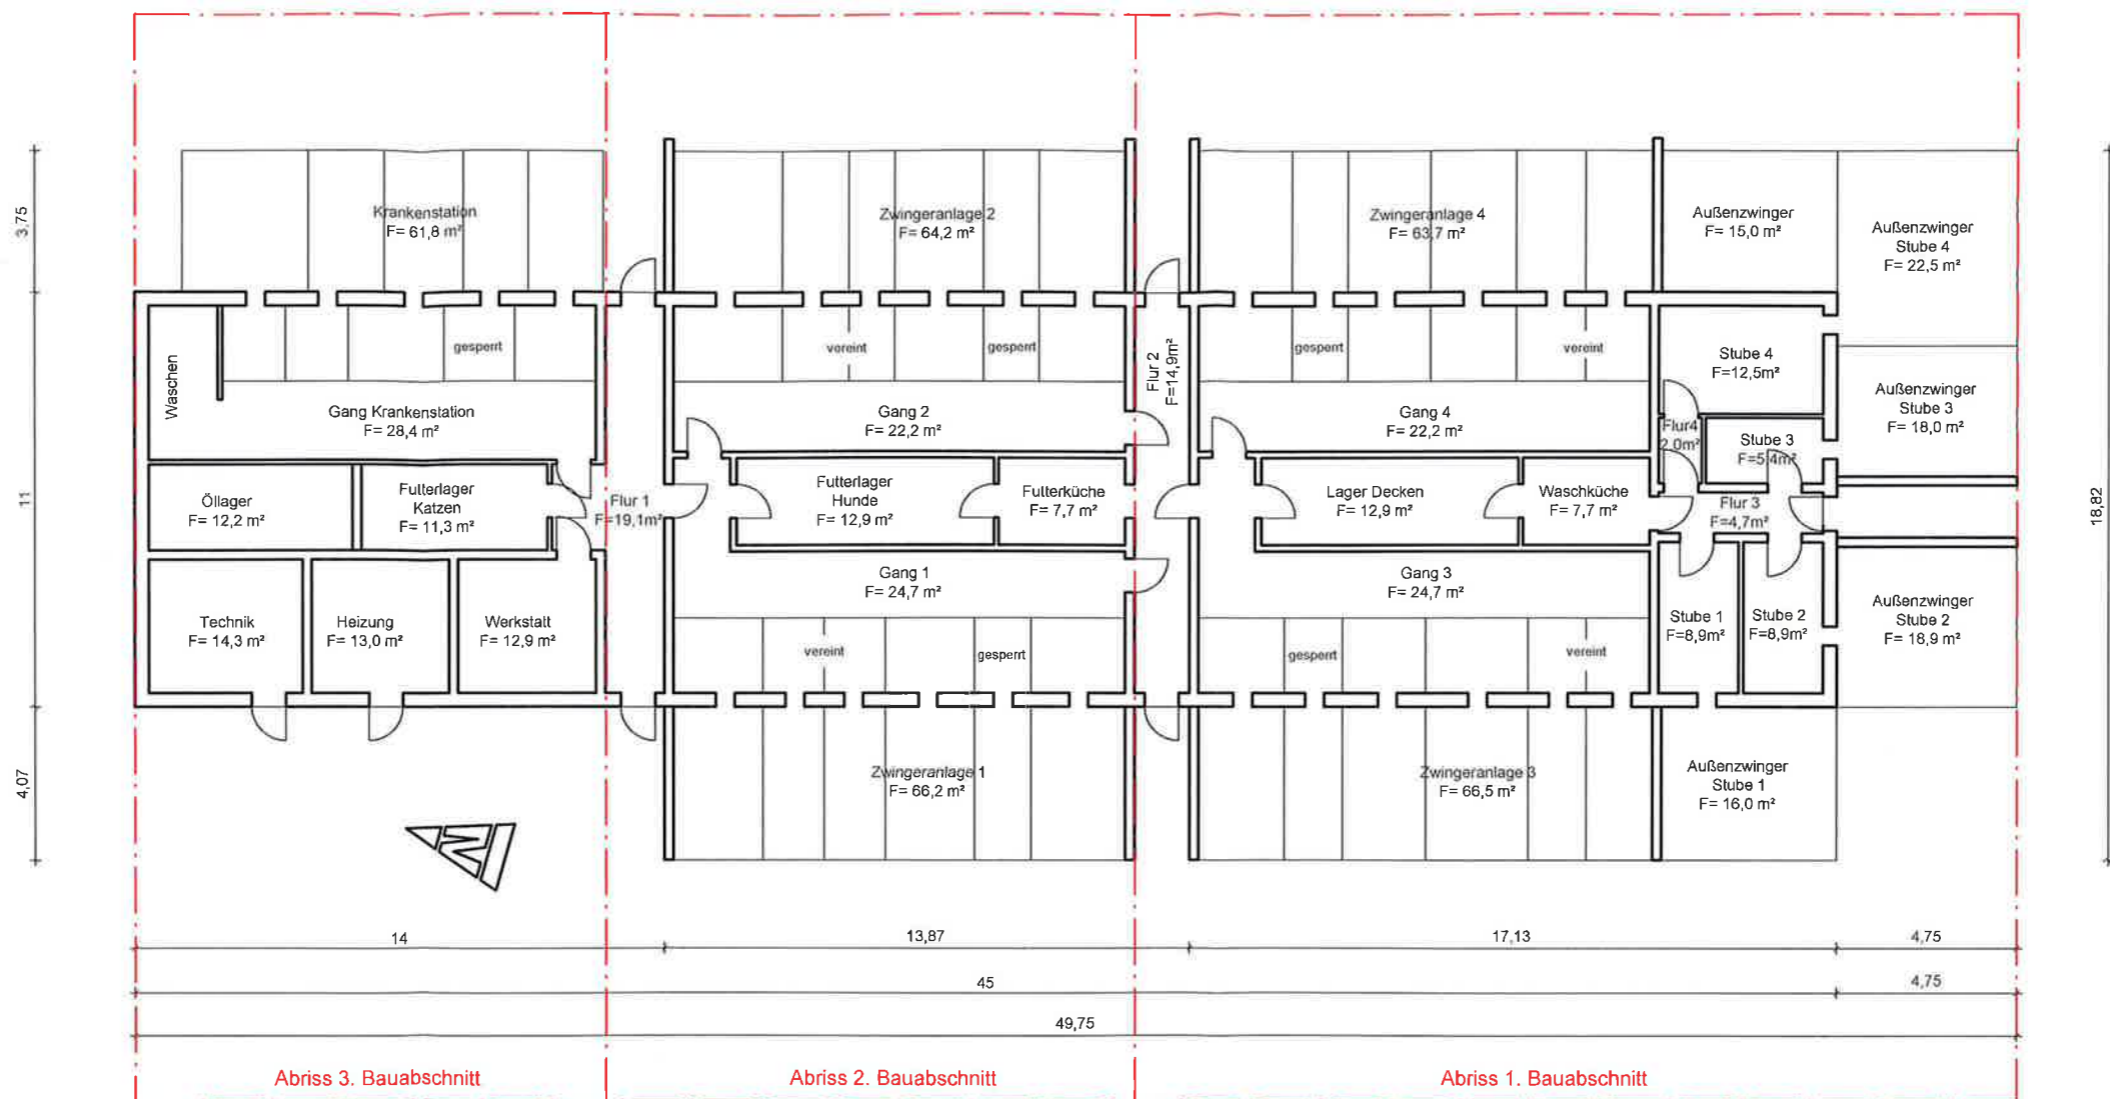 Krankenstation
F= 61,8 m²
Zwingeranlage 2
F= 64,2 m²
Zwingeranlage 4
F= 63,7 m²
Außenzwinger
F= 15,0 m²
Außenzwinger
Stube 4
F= 22,5 m²
3,75
Waschen
gesperrt
vereint
gesperrt
Flur 2
F=14,9m²
gesperrt
vereint
Stube 4
F=12,5m²
Gang Krankenstation
F= 28,4 m²
Gang 2
F= 22,2 m²
Gang 4
F= 22,2 m²
Flur4
2,0m²
Stube 3
F=5,4m²
Außenzwinger
Stube 3
F= 18,0 m²
11
Öllager
F= 12,2 m²
Futterlager
Katzen
F= 11,3 m²
Flur 1
F=19,1m²
Futterlager
Hunde
F= 12,9 m²
Futterküche
F= 7,7 m²
Lager Decken
F= 12,9 m²
Waschküche
F= 7,7 m²
Flur 3
F=4,7m²
18,82
Gang 1
F= 24,7 m²
Gang 3
F= 24,7 m²
Technik
F= 14,3 m²
Heizung
F= 13,0 m²
Werkstatt
F= 12,9 m²
vereint
gesperrt
gesperrt
vereint
Stube 1
F=8,9m²
Stube 2
F=8,9m²
Außenzwinger
Stube 2
F= 18,9 m²
4,07
Zwingeranlage 1
F= 66,2 m²
Zwingeranlage 3
F= 66,5 m²
Außenzwinger
Stube 1
F= 16,0 m²
N
14
13,87
17,13
4,75
45
4,75
49,75
Abriss 3. Bauabschnitt
Abriss 2. Bauabschnitt
Abriss 1. Bauabschnitt